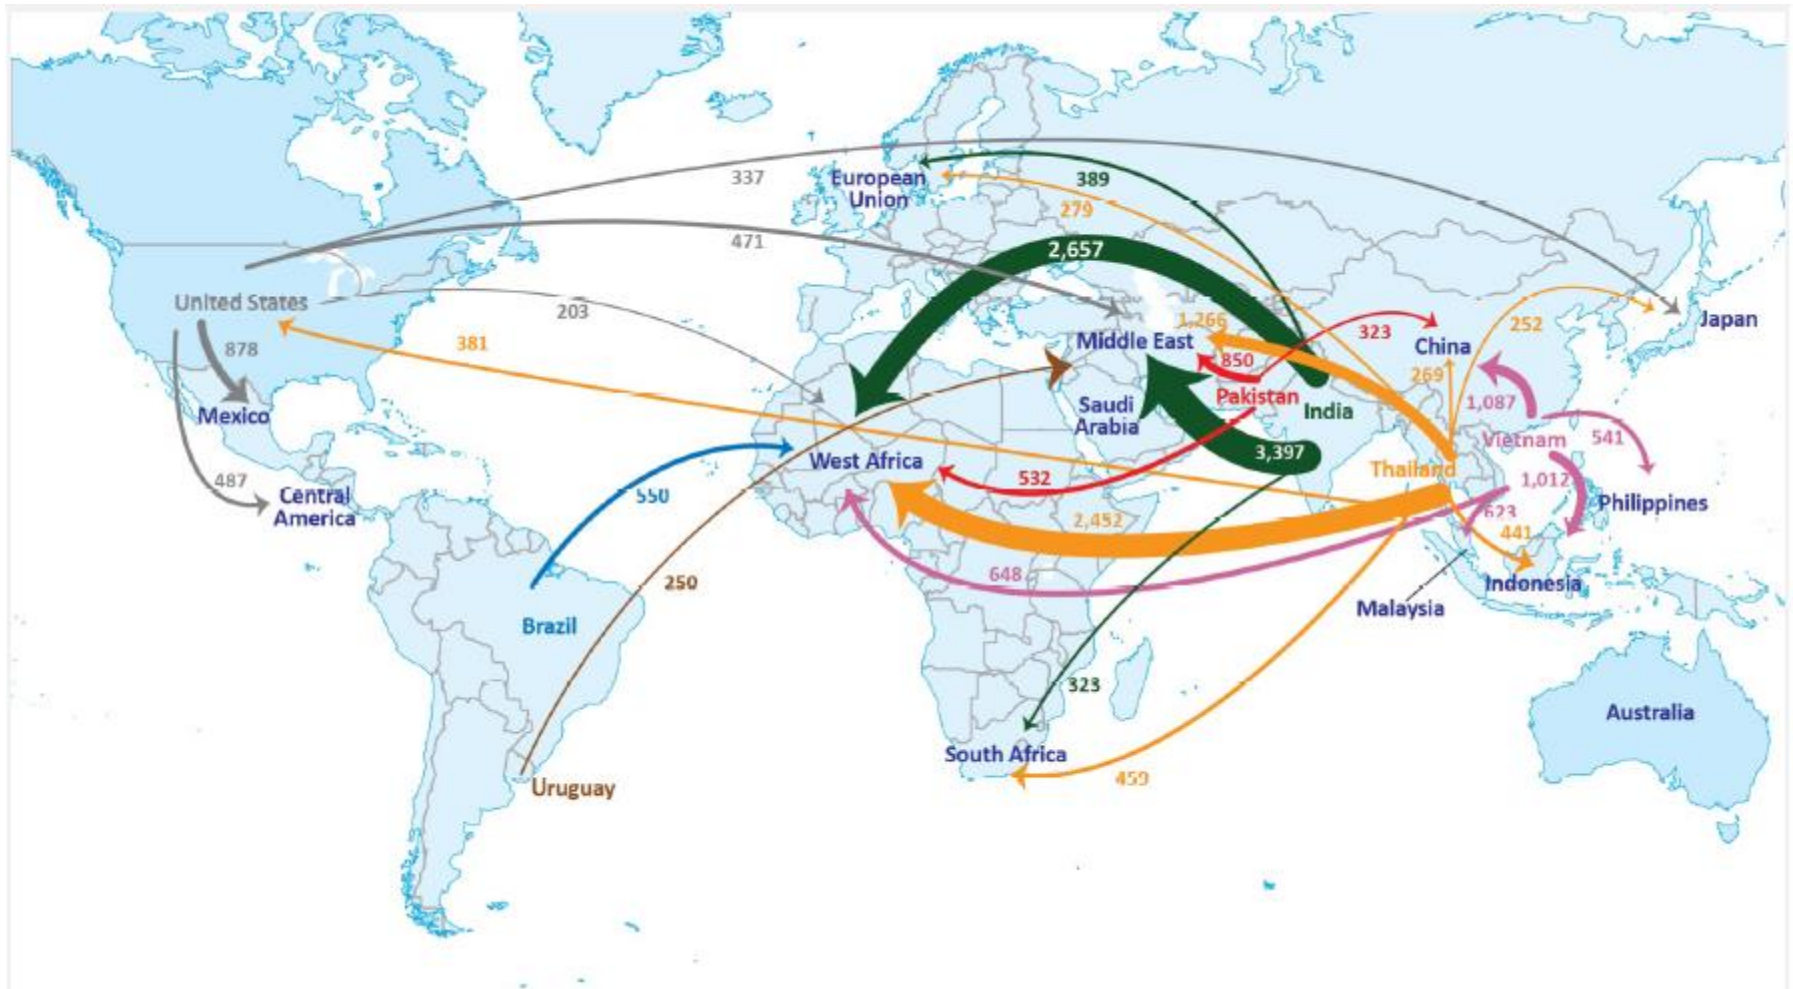 337
European
Union
389
279
471
2,657
United States
203
878
381
Mexico
487
Central
America
1,266
Middle East
850
323
252
Japan
China
269
Pakistan
India
Saudi
Arabia
1,087
Vietnam
541
West Africa
3,397
Thailand
532
1,012
Philippines
550
2,452
623
441
648
250
Indonesia
Malaysia
Brazil
323
South Africa
459
Uruguay
Australia